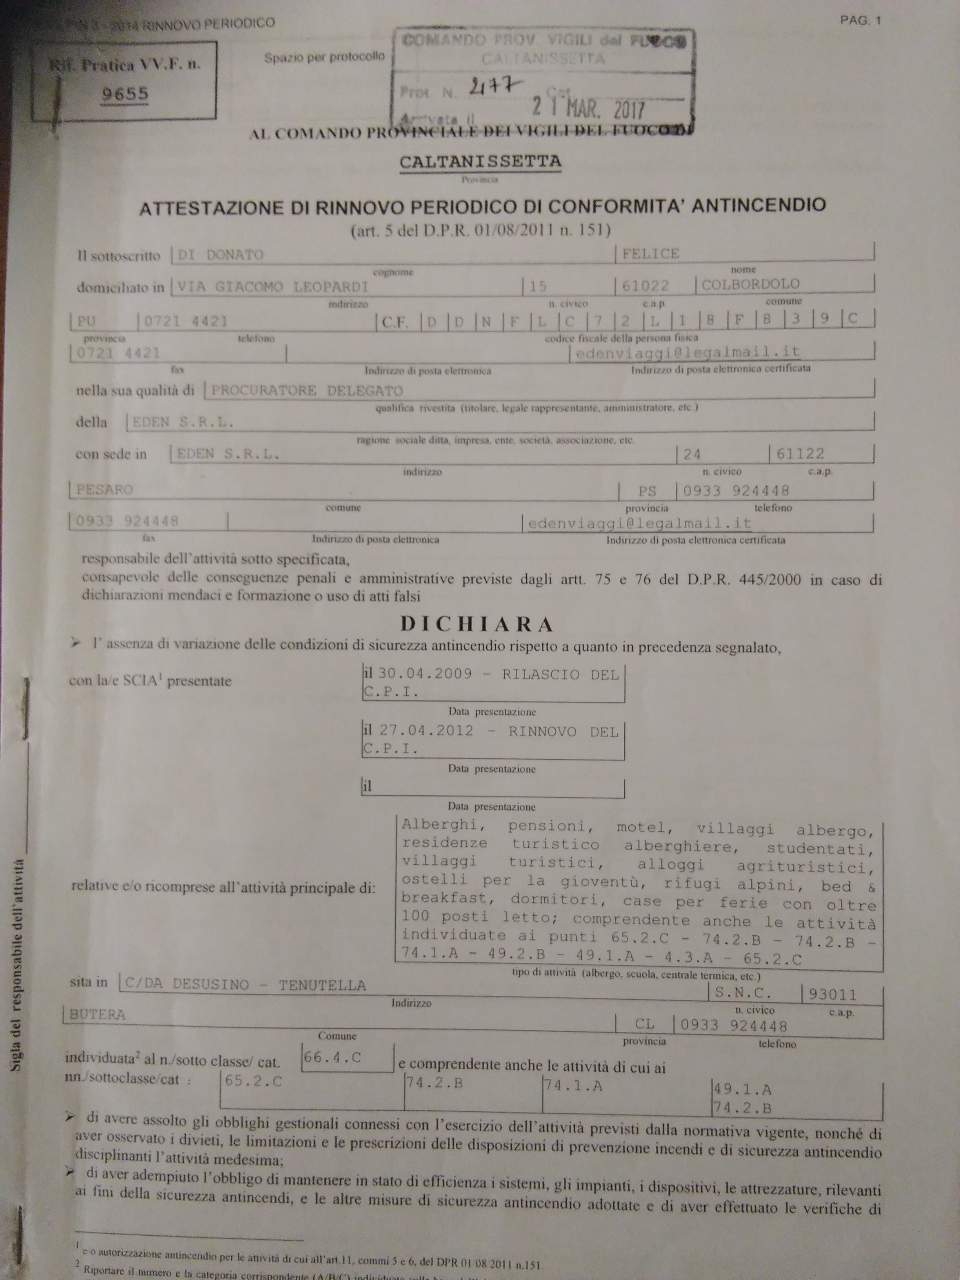 PIN 3 - 2014 RINNOVO PERIODICO
PAG. 1
Rif. Pratica VV.F. n.
9655
Spazio per protocollo
COMANDO PROV. VIGILI del FUOCO
CALTANISSETTA
Prot. N. 2477 Cat.
21 MAR. 2017
Arrivata il
AL COMANDO PROVINCIALE DEI VIGILI DEL FUOCO DI
CALTANISSETTA
Provincia
ATTESTAZIONE DI RINNOVO PERIODICO DI CONFORMITA' ANTINCENDIO
(art. 5 del D.P.R. 01/08/2011 n. 151)
Il sottoscritto DI DONATO FELICE
cognome nome
domiciliato in VIA GIACOMO LEOPARDI 15 61022 COLBORDOLO
indirizzo n. civico c.a.p. comune
PU 0721 4421 C.F. D D N F L C 7 2 L 1 8 F 8 3 9 C
provincia telefono codice fiscale della persona fisica
0721 4421 edenviaggi@legalmail.it
fax Indirizzo di posta elettronica Indirizzo di posta elettronica certificata
nella sua qualità di PROCURATORE DELEGATO
qualifica rivestita (titolare, legale rappresentante, amministratore, etc.)
della EDEN S.R.L.
ragione sociale ditta, impresa, ente, società, associazione, etc.
con sede in EDEN S.R.L. 24 61122
indirizzo n. civico c.a.p.
PESARO PS 0933 924448
comune provincia telefono
0933 924448 edenviaggi@legalmail.it
fax Indirizzo di posta elettronica Indirizzo di posta elettronica certificata
responsabile dell'attività sotto specificata,
consapevole delle conseguenze penali e amministrative previste dagli artt. 75 e 76 del D.P.R. 445/2000 in caso di
dichiarazioni mendaci e formazione o uso di atti falsi
DICHIARA
➢ l' assenza di variazione delle condizioni di sicurezza antincendio rispetto a quanto in precedenza segnalato,
con la/e SCIA¹ presentate
il 30.04.2009 - RILASCIO DEL
C.P.I.
Data presentazione
il 27.04.2012 - RINNOVO DEL
C.P.I.
Data presentazione
il
Data presentazione
relative e/o ricomprese all'attività principale di:
Alberghi, pensioni, motel, villaggi albergo,
residenze turistico alberghiere, studentati,
villaggi turistici, alloggi agrituristici,
ostelli per la gioventù, rifugi alpini, bed &
breakfast, dormitori, case per ferie con oltre
100 posti letto; comprendente anche le attività
individuate ai punti 65.2.C - 74.2.B - 74.2.B -
74.1.A - 49.2.B - 49.1.A - 4.3.A - 65.2.C
tipo di attività (albergo, scuola, centrale termica, etc.)
sita in C/DA DESUSINO - TENUTELLA S.N.C. 93011
Indirizzo n. civico c.a.p.
BUTERA CL 0933 924448
Comune provincia telefono
individuata² al n./sotto classe/ cat. 66.4.C e comprendente anche le attività di cui ai
nn./sottoclasse/cat : 65.2.C 74.2.B 74.1.A 49.1.A
74.2.B
➢ di avere assolto gli obblighi gestionali connessi con l'esercizio dell'attività previsti dalla normativa vigente, nonché di
aver osservato i divieti, le limitazioni e le prescrizioni delle disposizioni di prevenzione incendi e di sicurezza antincendio
disciplinanti l'attività medesima;
➢ di aver adempiuto l'obbligo di mantenere in stato di efficienza i sistemi, gli impianti, i dispositivi, le attrezzature, rilevanti
ai fini della sicurezza antincendi, e le altre misure di sicurezza antincendio adottate e di aver effettuato le verifiche di
Sigla del responsabile dell'attività
¹ e/o autorizzazione antincendio per le attività di cui all'art 11, commi 5 e 6, del DPR 01/08/2011 n.151.
² Riportare il numero e la categoria corrispondente (A/B/C)